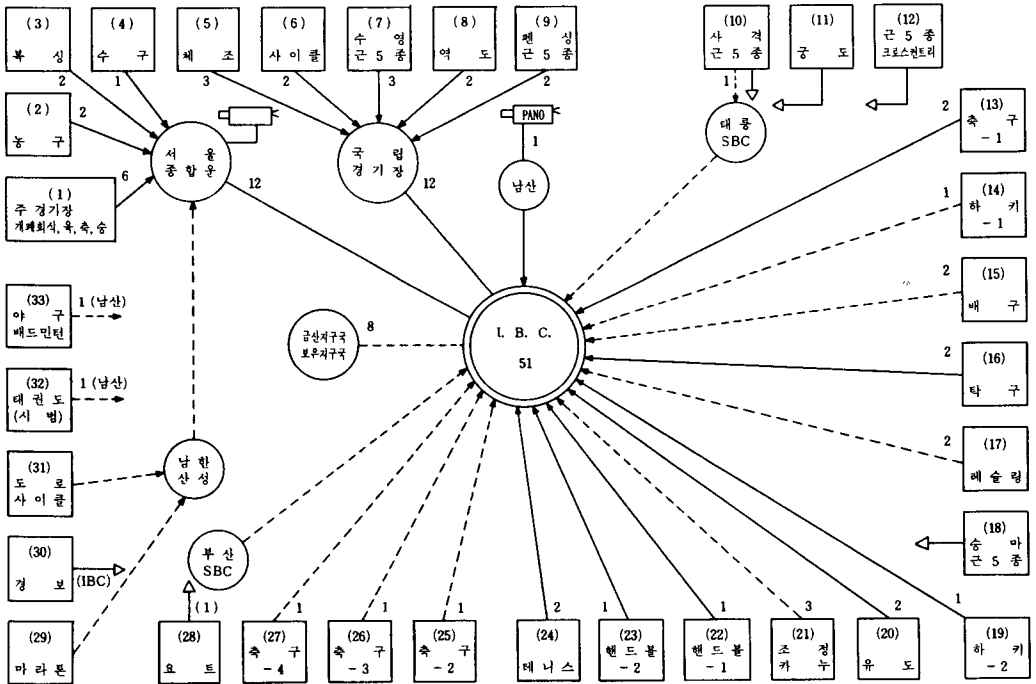 (3)
복 싱
(4)
수 구
(5)
체 조
(6)
사 이 클
(7)
수 영
근 5 종
(8)
역 도
(9)
펜 싱
근 5 종
(10)
사 격
근 5 종
(11)
궁 도
(12)
근 5 종
크로스컨트리
2
1
3
2
3
2
2
1
(2)
농 구
2
서 울
종합운
국 립
경기장
PANO
1
태 릉
SBC
2
(13)
축 구
- 1
(1)
주 경기장
개폐회식, 육, 축, 승
6
12
12
남산
1
(14)
하 키
- 1
(33)
야 구
배드민턴
1 (남산)
금산지구국
보은지구국
8
I. B. C.
51
2
(15)
배 구
(32)
태 권 도
(시 범)
1 (남산)
2
(16)
탁 구
(31)
도 로
사 이 클
남 한
산 성
2
(17)
레 슬 링
(30)
경 보
(IBC)
부 산
SBC
(18)
승 마
근 5 종
(29)
마 라 톤
(1)
(28)
요 트
1
(27)
축 구
- 4
1
(26)
축 구
- 3
1
(25)
축 구
- 2
2
(24)
테 니 스
1
(23)
핸 드 볼
- 2
1
(22)
핸 드 볼
- 1
3
(21)
조 정
카 누
2
(20)
유 도
1
(19)
하 키
- 2